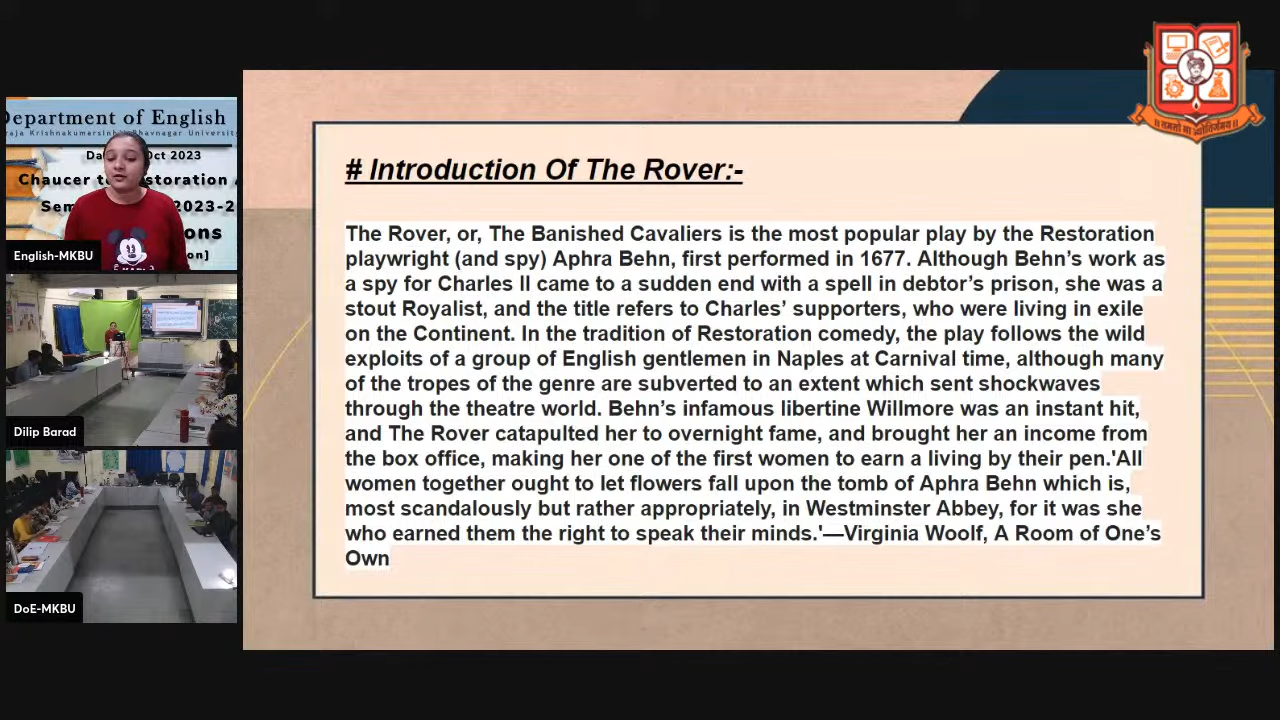 Department of English
Krishnakumarsinh Bhavnagar University
Oct 2023
Chaucer to Restoration
2023-2
English-MKBU
Dilip Barad
DoE-MKBU
# Introduction Of The Rover:-
The Rover, or, The Banished Cavaliers is the most popular play by the Restoration
playwright (and spy) Aphra Behn, first performed in 1677. Although Behn's work as
a spy for Charles II came to a sudden end with a spell in debtor's prison, she was a
stout Royalist, and the title refers to Charles' supporters, who were living in exile
on the Continent. In the tradition of Restoration comedy, the play follows the wild
exploits of a group of English gentlemen in Naples at Carnival time, although many
of the tropes of the genre are subverted to an extent which sent shockwaves
through the theatre world. Behn's infamous libertine Willmore was an instant hit,
and The Rover catapulted her to overnight fame, and brought her an income from
the box office, making her one of the first women to earn a living by their pen.'All
women together ought to let flowers fall upon the tomb of Aphra Behn which is,
most scandalously but rather appropriately, in Westminster Abbey, for it was she
who earned them the right to speak their minds.'—Virginia Woolf, A Room of One's
Own
॥ तमसो मा ज्योतिर्गमय ॥